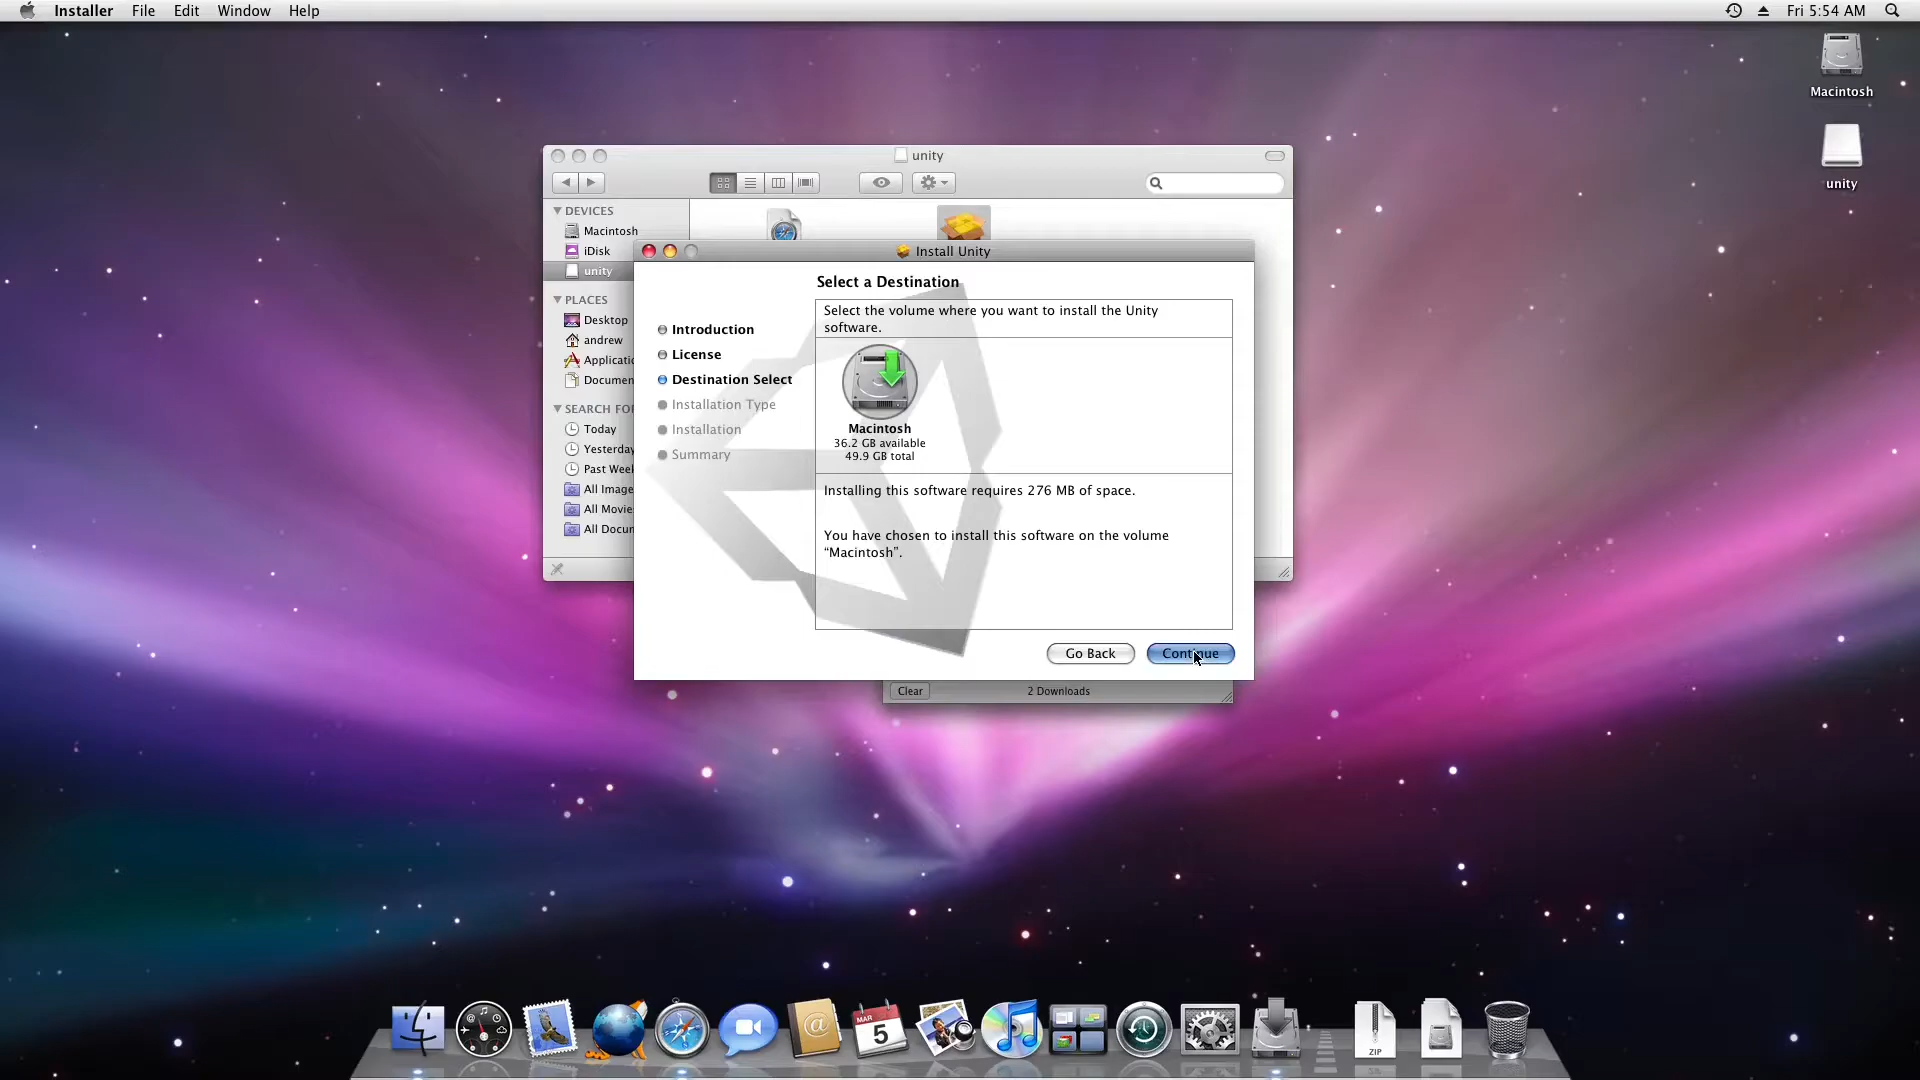 Installer File Edit Window Help
Fri 5:54 AM
Macintosh
unity
unity
DEVICES
Macintosh
iDisk
unity
PLACES
Desktop
andrew
Applicatio
Documen
SEARCH FO
Today
Yesterday
Past Week
All Image
All Movie
All Docun
Install Unity
Select a Destination
Introduction
License
Destination Select
Installation Type
Installation
Summary
Select the volume where you want to install the Unity
software.
Macintosh
36.2 GB available
49.9 GB total
Installing this software requires 276 MB of space.
You have chosen to install this software on the volume
“Macintosh”.
Go Back
Continue
Clear
2 Downloads
MAR
5
ZIP